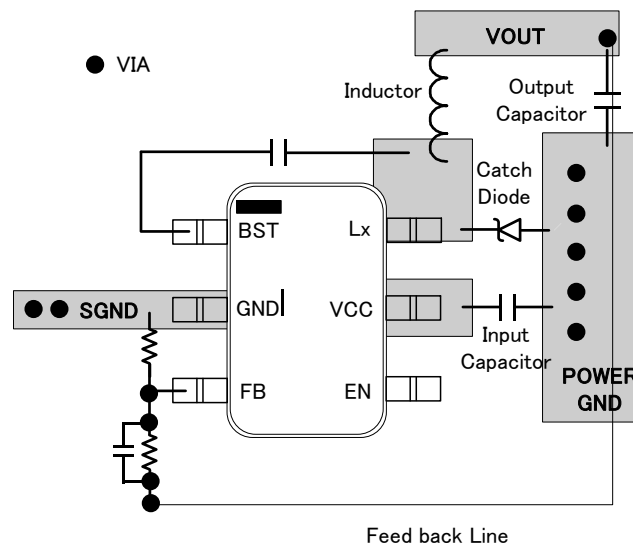 VOUT
VIA
Inductor
Output
Capacitor
Catch
Diode
BST
Lx
SGND
GND
VCC
Input
Capacitor
FB
EN
POWER
GND
Feed back Line